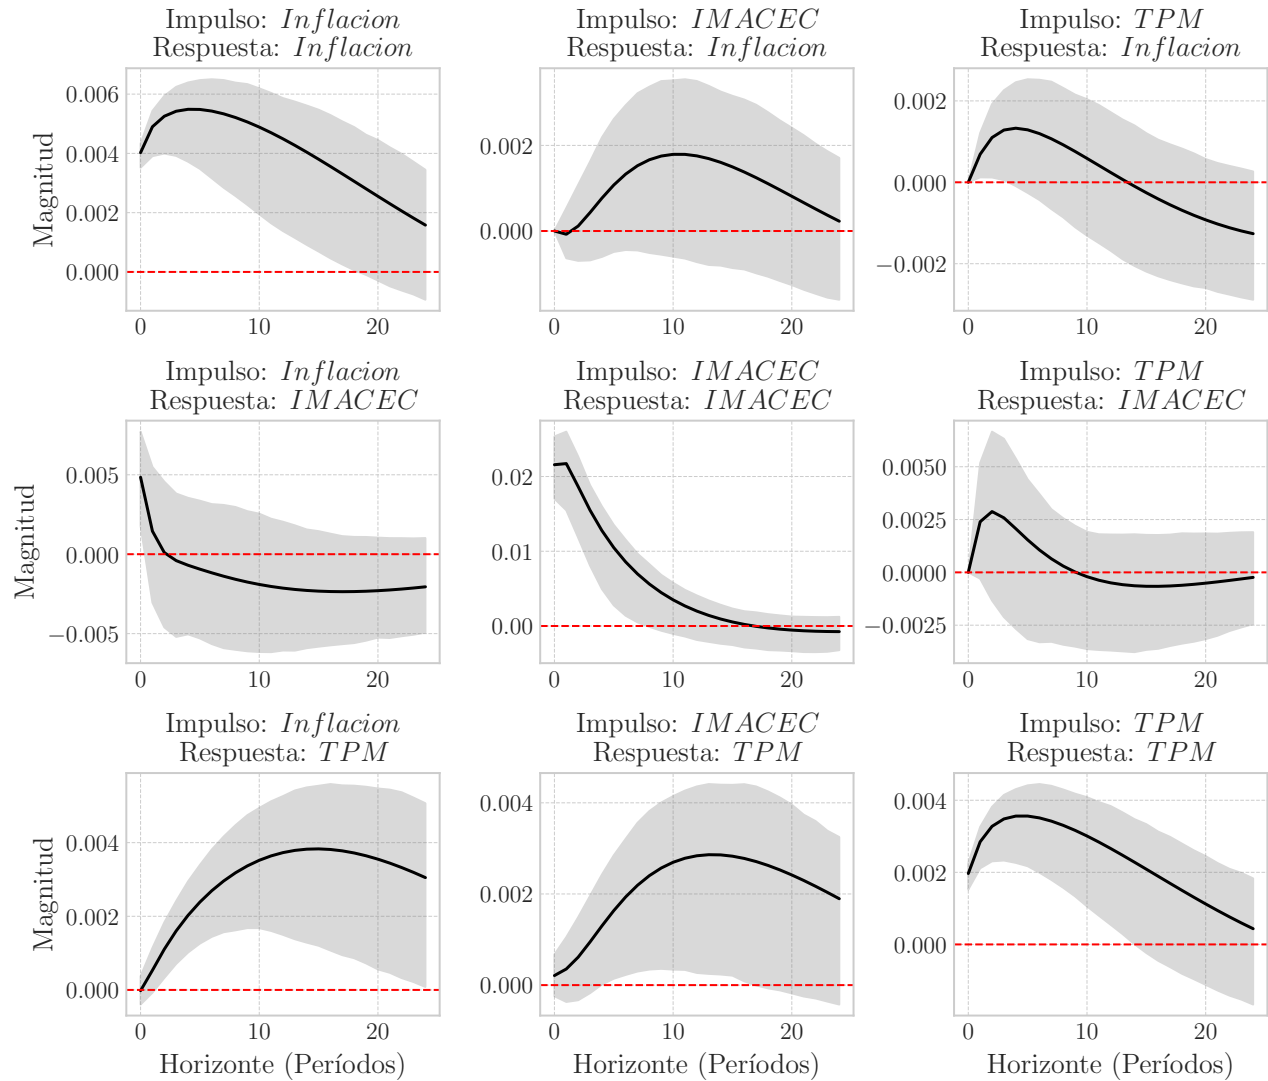 Impulso: Inflacion
Respuesta: Inflacion
Impulso: IMACEC
Respuesta: Inflacion
Impulso: TPM
Respuesta: Inflacion
Magnitud
0.006
0.004
0.002
0.000
0 10 20
0.002
0.000
0 10 20
0.002
0.000
−0.002
0 10 20
Impulso: Inflacion
Respuesta: IMACEC
Impulso: IMACEC
Respuesta: IMACEC
Impulso: TPM
Respuesta: IMACEC
Magnitud
0.005
0.000
−0.005
0 10 20
0.02
0.01
0.00
0 10 20
0.0050
0.0025
0.0000
−0.0025
0 10 20
Impulso: Inflacion
Respuesta: TPM
Impulso: IMACEC
Respuesta: TPM
Impulso: TPM
Respuesta: TPM
Magnitud
0.004
0.002
0.000
0 10 20
Horizonte (Períodos)
0.004
0.002
0.000
0 10 20
Horizonte (Períodos)
0.004
0.002
0.000
0 10 20
Horizonte (Períodos)